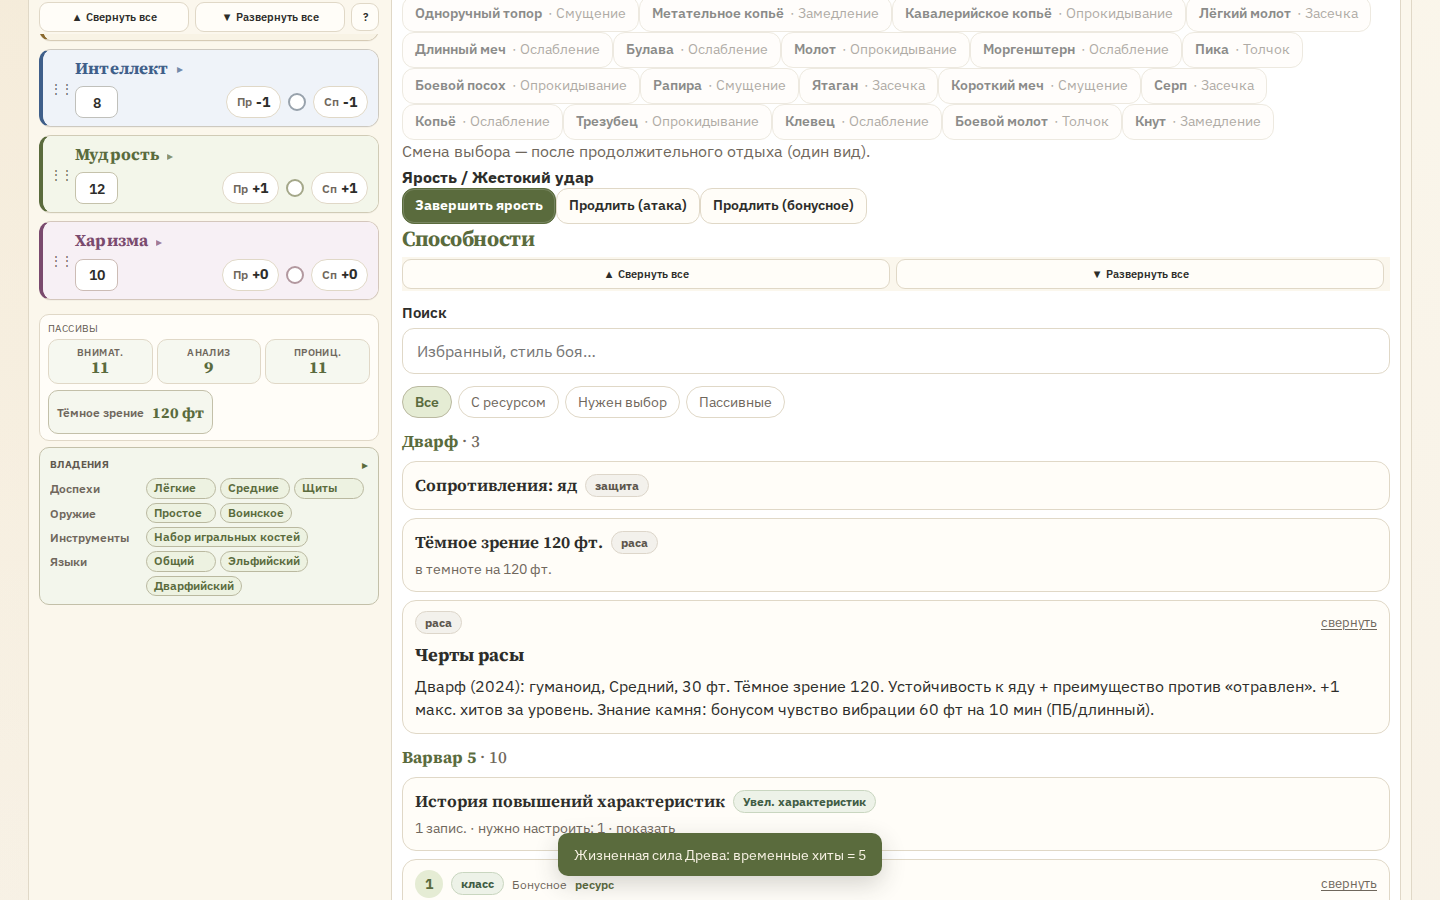 ▲ Свернуть все ▼ Развернуть все ?
Интеллект ▸
8 Пр -1 Сп -1
Мудрость ▸
12 Пр +1 Сп +1
Харизма ▸
10 Пр +0 Сп +0
ПАССИВЫ
ВНИМАТ. АНАЛИЗ ПРОНИЦ.
11 9 11
Тёмное зрение 120 фт
ВЛАДЕНИЯ ▸
Доспехи Лёгкие Средние Щиты
Оружие Простое Воинское
Инструменты Набор игральных костей
Языки Общий Эльфийский
Дварфийский
Одноручный топор · Смущение Метательное копьё · Замедление Кавалерийское копьё · Опрокидывание Лёгкий молот · Засечка
Длинный меч · Ослабление Булава · Ослабление Молот · Опрокидывание Моргенштерн · Ослабление Пика · Толчок
Боевой посох · Опрокидывание Рапира · Смущение Ятаган · Засечка Короткий меч · Смущение Серп · Засечка
Копьё · Ослабление Трезубец · Опрокидывание Клевец · Ослабление Боевой молот · Толчок Кнут · Замедление
Смена выбора — после продолжительного отдыха (один вид).
Ярость / Жестокий удар
Завершить ярость Продлить (атака) Продлить (бонусное)
Способности
▲ Свернуть все ▼ Развернуть все
Поиск
Избранный, стиль боя...
Все С ресурсом Нужен выбор Пассивные
Дварф · 3
Сопротивления: яд защита
Тёмное зрение 120 фт. раса
в темноте на 120 фт.
раса свернуть
Черты расы
Дварф (2024): гуманоид, Средний, 30 фт. Тёмное зрение 120. Устойчивость к яду + преимущество против «отравлен». +1
макс. хитов за уровень. Знание камня: бонусом чувство вибрации 60 фт на 10 мин (ПБ/длинный).
Варвар 5 · 10
История повышений характеристик Увел. характеристик
1 запис. · нужно настроить: 1 · показать
Жизненная сила Древа: временные хиты = 5
1 класс Бонусное ресурс свернуть